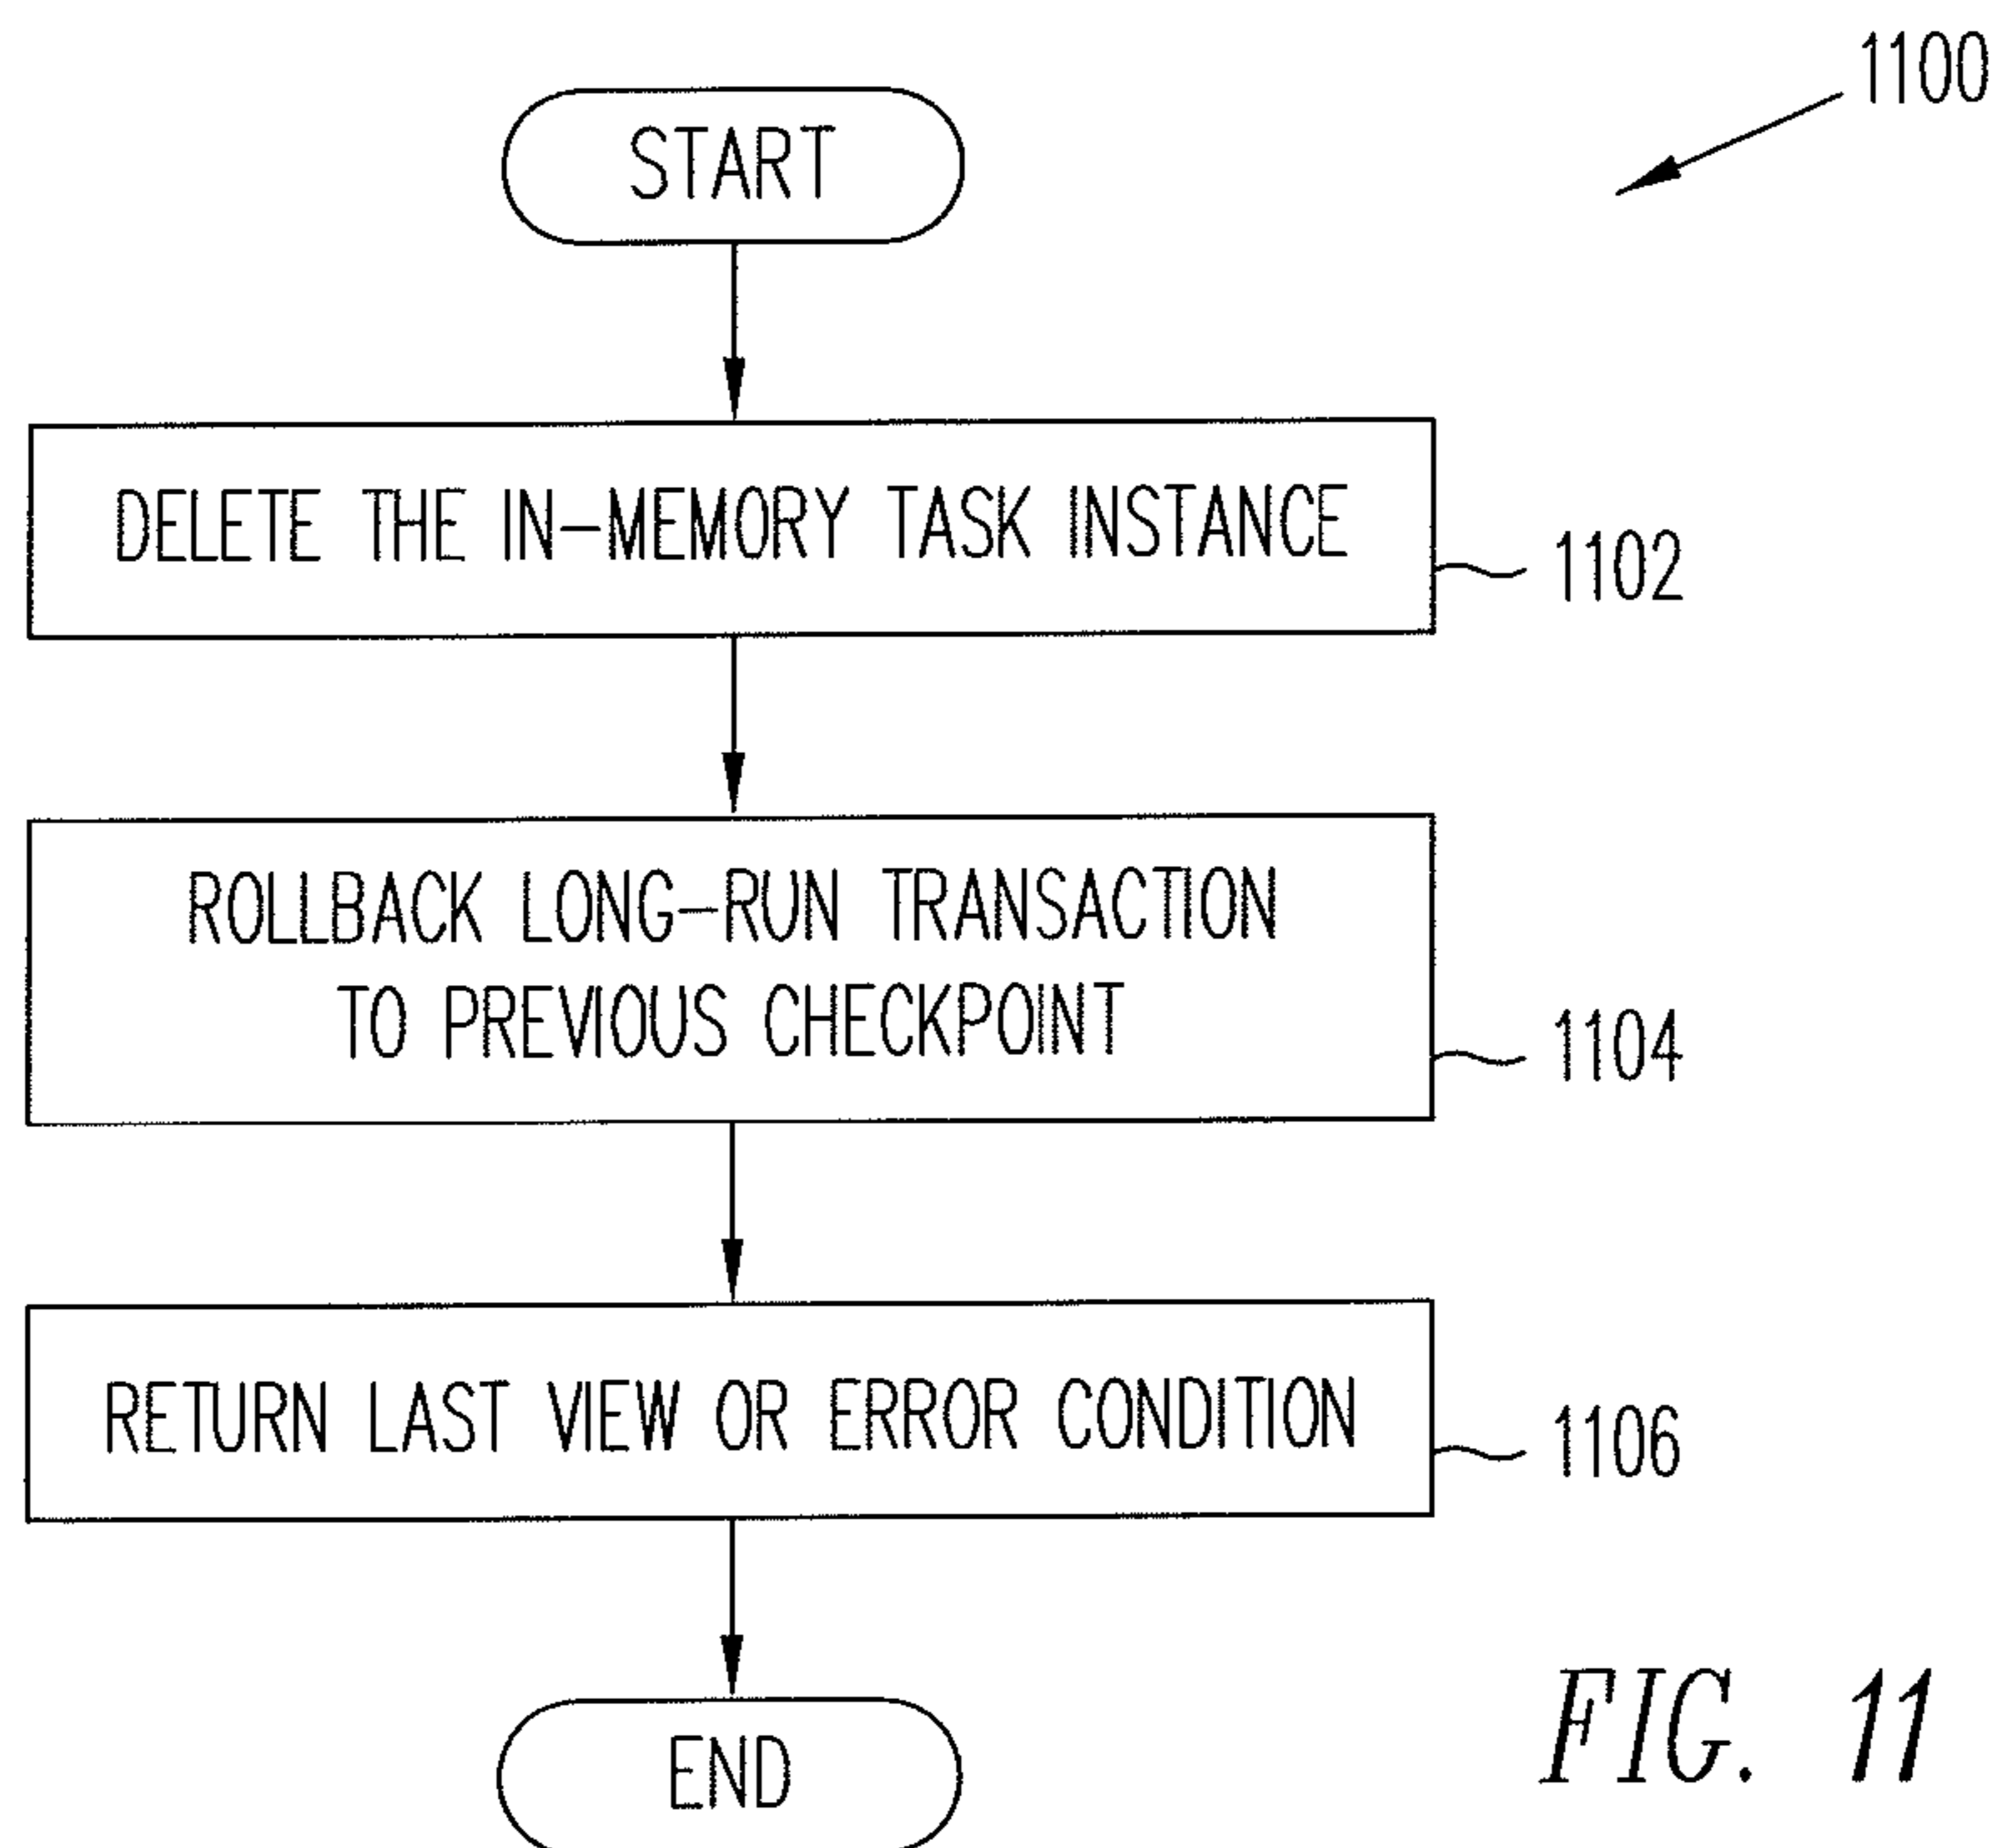 1100
START
DELETE THE IN-MEMORY TASK INSTANCE
1102
ROLLBACK LONG-RUN TRANSACTION
TO PREVIOUS CHECKPOINT
1104
RETURN LAST VIEW OR ERROR CONDITION
1106
END
FIG. 11